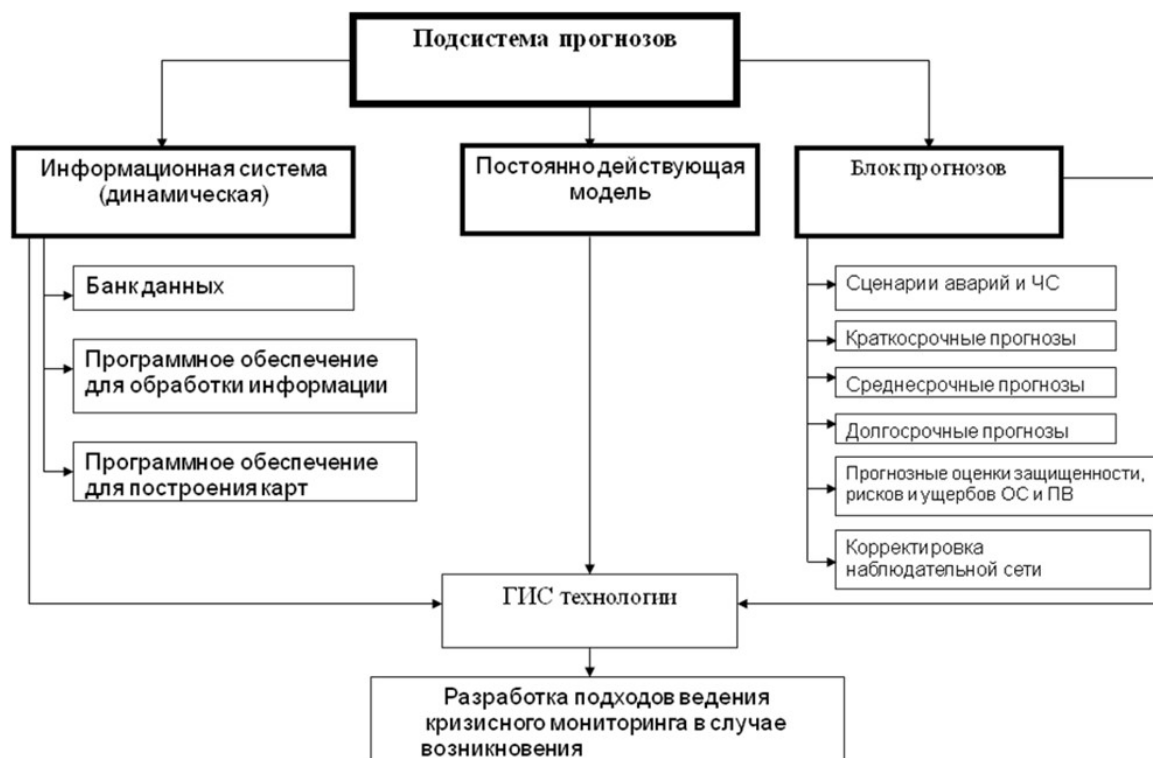 Подсистема прогнозов
Информационная система
(динамическая)
Постоянно действующая
модель
Блок прогнозов
Банк данных
Программное обеспечение
для обработки информации
Программное обеспечение
для построения карт
Сценарии аварий и ЧС
Краткосрочные прогнозы
Среднесрочные прогнозы
Долгосрочные прогнозы
Прогнозные оценки защищенности,
рисков и ущербов ОС и ПВ
Корректировка
наблюдательной сети
ГИС технологии
Разработка подходов ведения
кризисного мониторинга в случае
возникновения